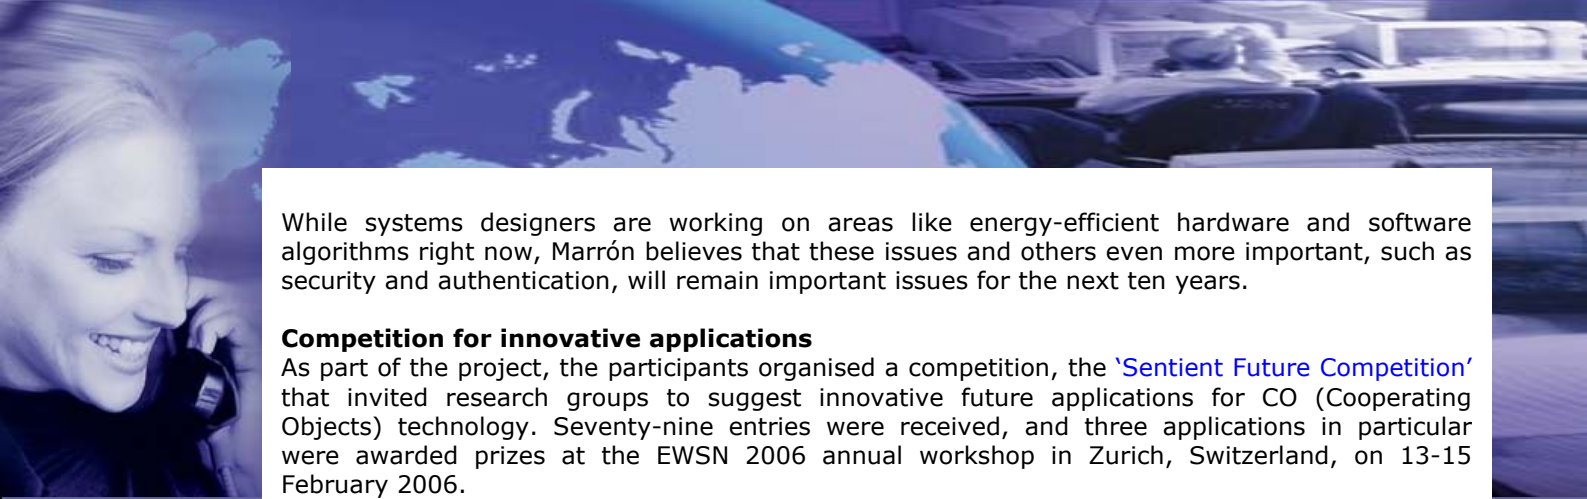 While systems designers are working on areas like energy-efficient hardware and software
algorithms right now, Marrón believes that these issues and others even more important, such as
security and authentication, will remain important issues for the next ten years.
Competition for innovative applications
As part of the project, the participants organised a competition, the ‘Sentient Future Competition’
that invited research groups to suggest innovative future applications for CO (Cooperating
Objects) technology. Seventy-nine entries were received, and three applications in particular
were awarded prizes at the EWSN 2006 annual workshop in Zurich, Switzerland, on 13-15
February 2006.